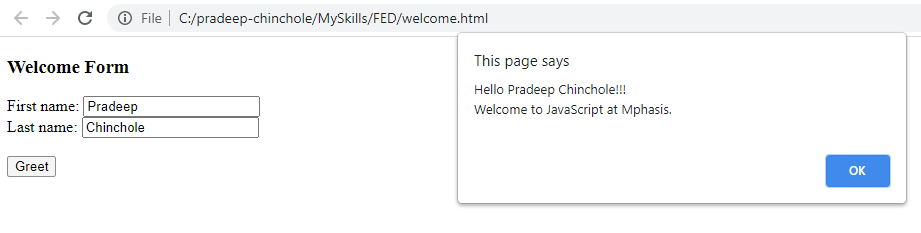 File | C:/pradeep-chinchole/MySkills/FED/welcome.html
This page says
Hello Pradeep Chinchole!!!
Welcome to JavaScript at Mphasis.
OK
Welcome Form
First name: Pradeep
Last name: Chinchole
Greet